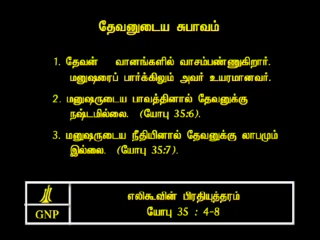 தேவனுடைய சுபாவம்
1. தேவன் வானங்களில் வாசம்பண்ணுகிறார்.
மனுஷரைப் பார்க்கிலும் அவர் உயரமானவர்.
2. மனுஷருடைய பாவத்தினால் தேவனுக்கு
நஷ்டமில்லை. (யோபு 35:6).
3. மனுஷருடைய நீதியினால் தேவனுக்கு லாபமும்
இல்லை. (யோபு 35:7).
GNP
எலிகூவின் பிரதியுத்தரம்
யோபு 35 : 4-8